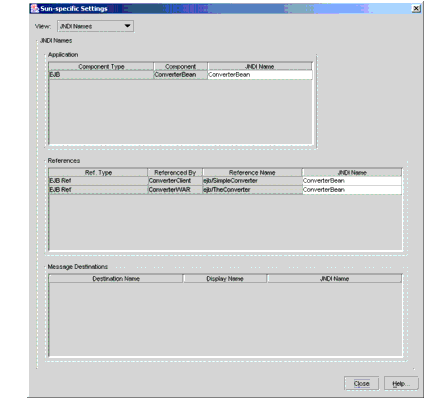 Sun-specific Settings
View: JNDI Names
JNDI Names
Application
Component Type Component JNDI Name
EJB ConverterBean ConverterBean
References
Ref. Type Referenced By Reference Name JNDI Name
EJB Ref ConverterClient ejb/SimpleConverter ConverterBean
EJB Ref ConverterWAR ejb/TheConverter ConverterBean
Message Destinations
Destination Name Display Name JNDI Name
Close Help...